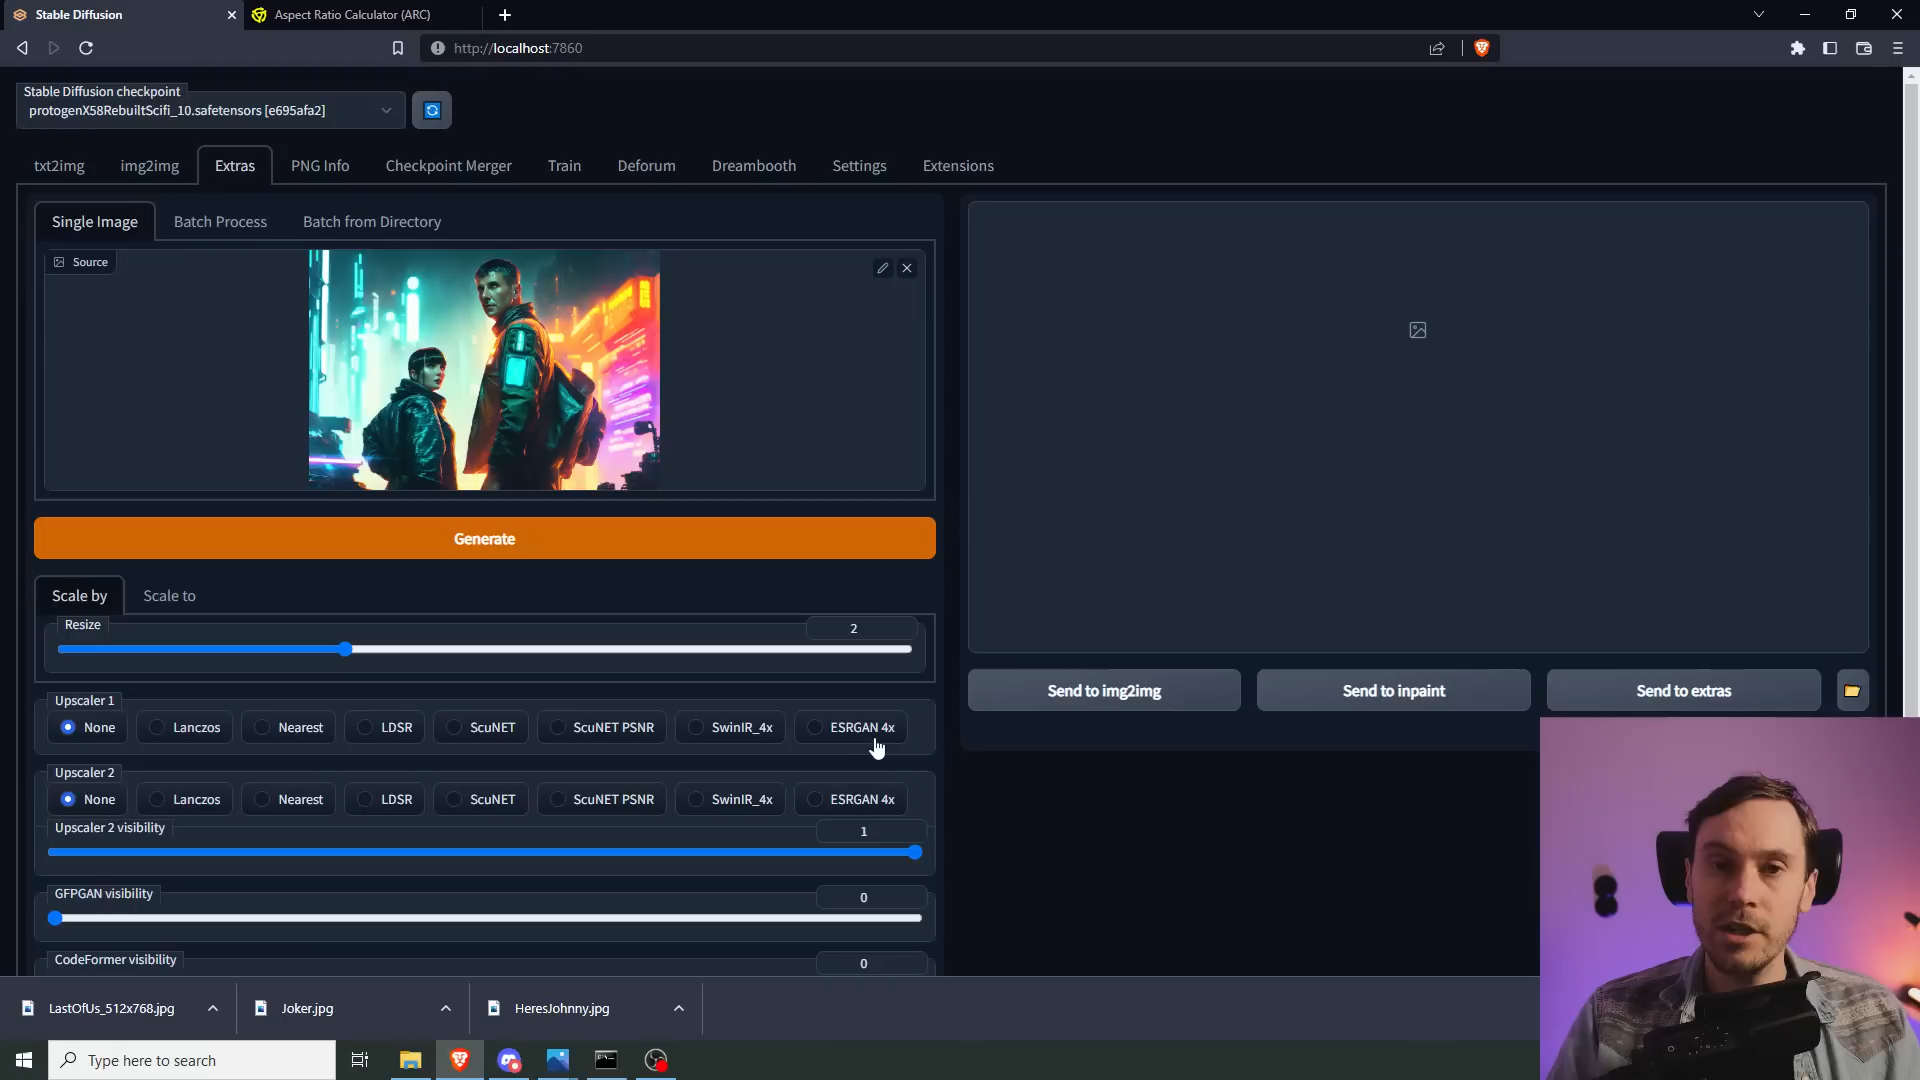 Stable Diffusion
Aspect Ratio Calculator (ARC)
http://localhost:7860
Stable Diffusion checkpoint
protogenX58RebuiltScifi_10.safetensors [e695afa2]
txt2img
img2img
Extras
PNG Info
Checkpoint Merger
Train
Deforum
Dreambooth
Settings
Extensions
Single Image
Batch Process
Batch from Directory
Source
Generate
Scale by
Scale to
Resize
2
Upscaler 1
None
Lanczos
Nearest
LDSR
ScuNET
ScuNET PSNR
SwinIR_4x
ESRGAN 4x
Upscaler 2
None
Lanczos
Nearest
LDSR
ScuNET
ScuNET PSNR
SwinIR_4x
ESRGAN 4x
Upscaler 2 visibility
1
GFPGAN visibility
0
CodeFormer visibility
0
Send to img2img
Send to inpaint
Send to extras
LastOfUs_512x768.jpg
Joker.jpg
HeresJohnny.jpg
Type here to search